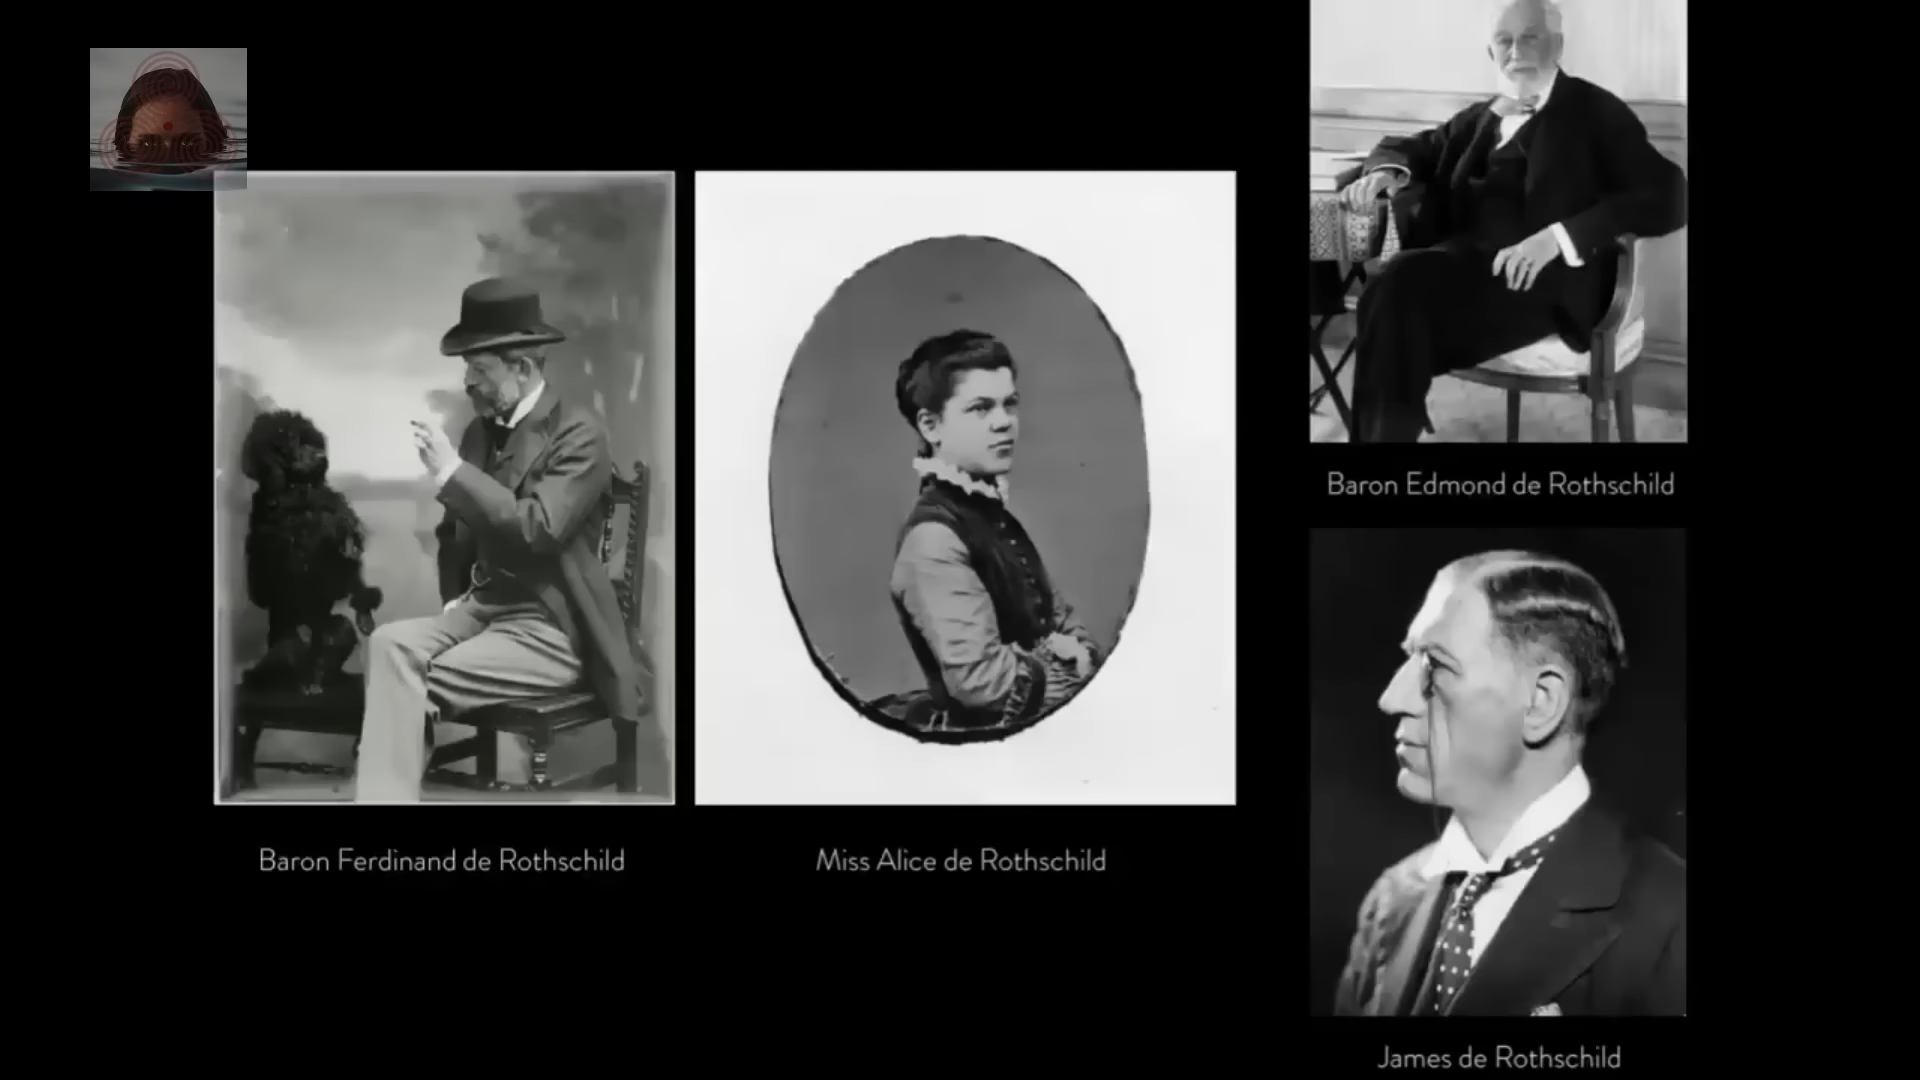 Baron Ferdinand de Rothschild
Miss Alice de Rothschild
Baron Edmond de Rothschild
James de Rothschild